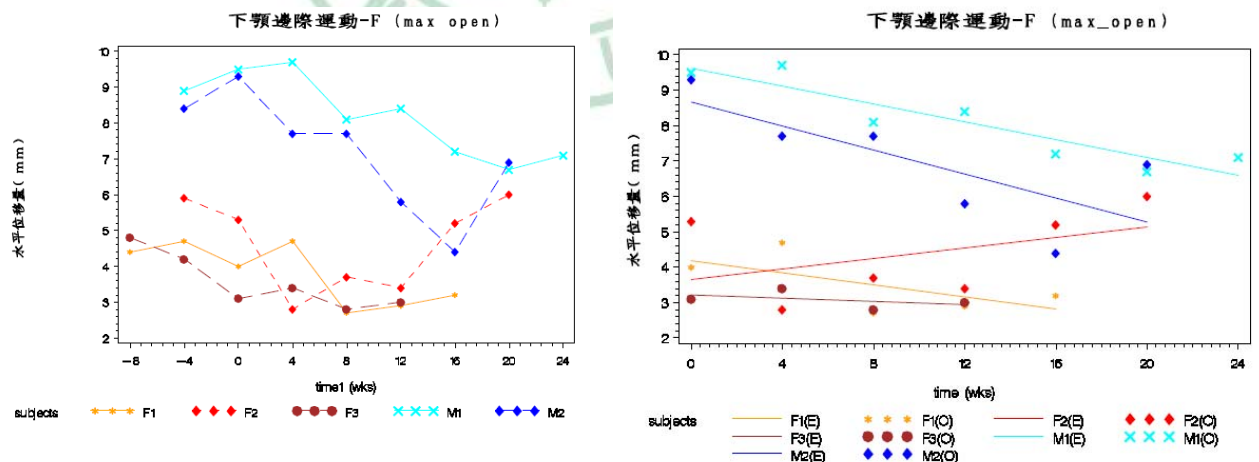 下顎邊際運動-F (max open)
10
9
8
7
6
5
4
3
2
水平位移量( mm)
-8 -4 0 4 8 12 16 20 24
time1 (wks)
subjects F1 F2 F3 M1 M2
下顎邊際運動-F (max_open)
10
9
8
7
6
5
4
3
2
水平位移量( mm)
0 4 8 12 16 20 24
time (wks)
subjects F1(E) F1(O) F2(E) F2(O)
F3(E) F3(O) M1(E) M1(O)
M2(E) M2(O)